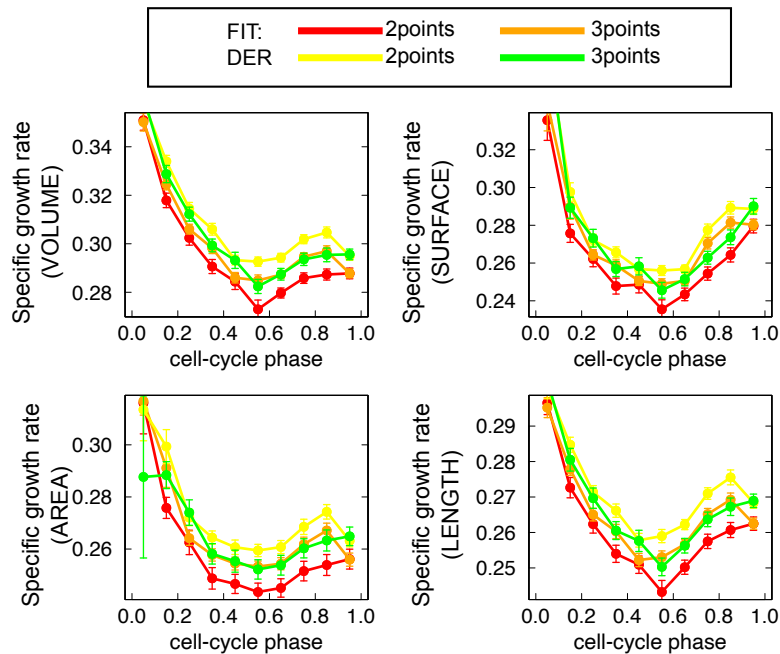 FIT: 2points 3points
DER 2points 3points
Specific growth rate
(VOLUME)
0.34
0.32
0.30
0.28
0.0 0.2 0.4 0.6 0.8 1.0
cell-cycle phase
Specific growth rate
(SURFACE)
0.32
0.30
0.28
0.26
0.24
0.0 0.2 0.4 0.6 0.8 1.0
cell-cycle phase
Specific growth rate
(AREA)
0.30
0.28
0.26
0.0 0.2 0.4 0.6 0.8 1.0
cell-cycle phase
Specific growth rate
(LENGTH)
0.29
0.28
0.27
0.26
0.25
0.0 0.2 0.4 0.6 0.8 1.0
cell-cycle phase